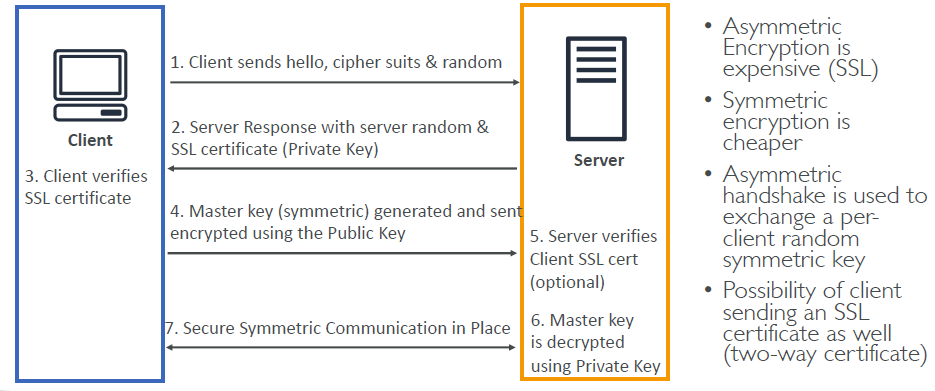 1. Client sends hello, cipher suits & random
Client
2. Server Response with server random &
SSL certificate (Private Key)
3. Client verifies
SSL certificate
Server
4. Master key (symmetric) generated and sent
encrypted using the Public Key
5. Server verifies
Client SSL cert
(optional)
6. Master key
is decrypted
using Private Key
7. Secure Symmetric Communication in Place
• Asymmetric
Encryption is
expensive (SSL)
• Symmetric
encryption is
cheaper
• Asymmetric
handshake is used to
exchange a per-
client random
symmetric key
• Possibility of client
sending an SSL
certificate as well
(two-way certificate)